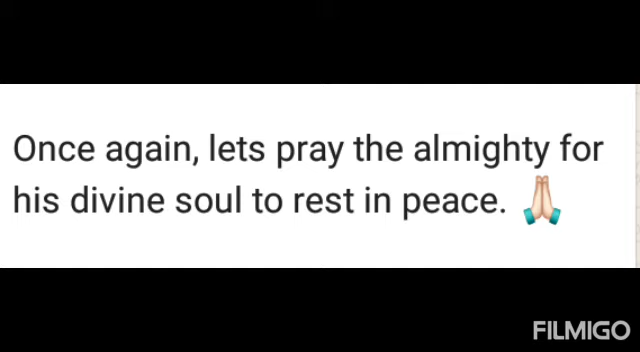 Once again, lets pray the almighty for
his divine soul to rest in peace. 🙏🏻
FILMIGO